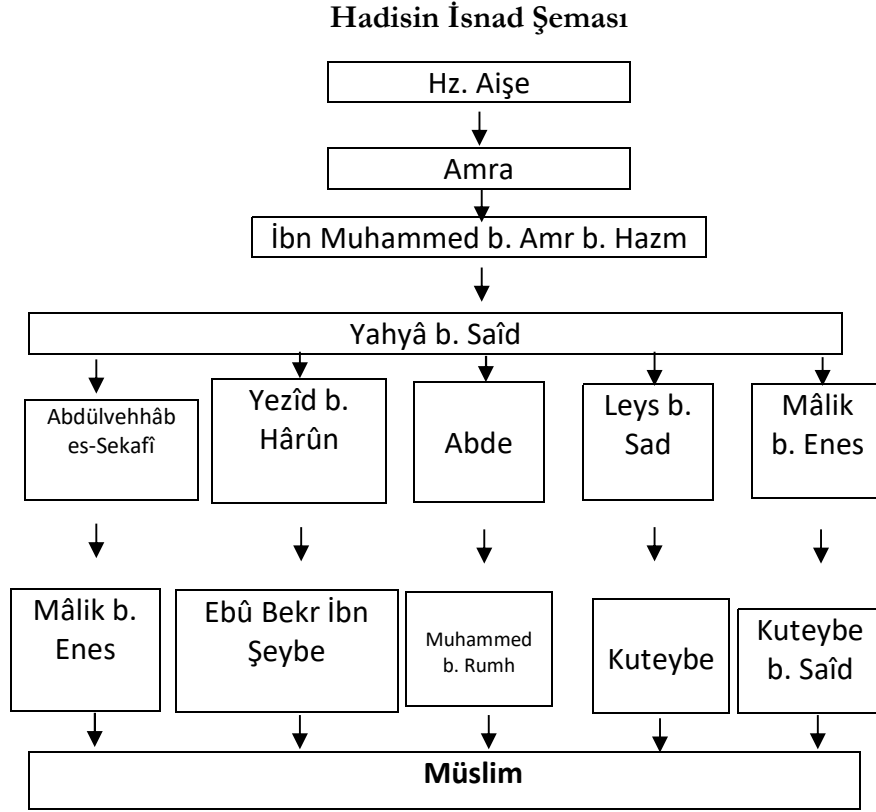 Hadisin İsnad Şeması
Hz. Aişe
Amra
İbn Muhammed b. Amr b. Hazm
Yahyâ b. Saîd
Abdülvehhâb
es-Sekafî
Yezîd b.
Hârûn
Abde
Leys b.
Sad
Mâlik
b. Enes
Mâlik b.
Enes
Ebû Bekr İbn
Şeybe
Muhammed
b. Rumh
Kuteybe
Kuteybe
b. Saîd
Müslim